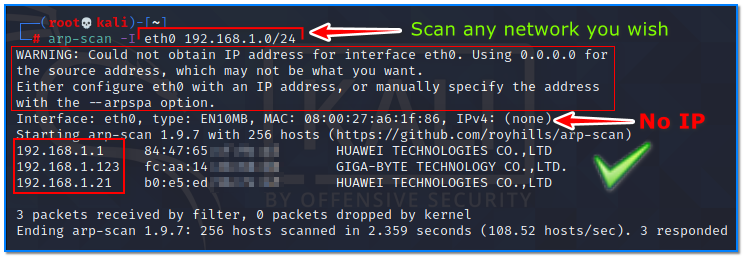 (root💀kali)-[~]
# arp-scan -I eth0 192.168.1.0/24
Scan any network you wish
WARNING: Could not obtain IP address for interface eth0. Using 0.0.0.0 for
the source address, which may not be what you want.
Either configure eth0 with an IP address, or manually specify the address
with the --arpspa option.
Interface: eth0, type: EN10MB, MAC: 08:00:27:a6:1f:86, IPv4: (none)
No IP
Starting arp-scan 1.9.7 with 256 hosts (https://github.com/royhills/arp-scan)
192.168.1.1 84:47:65 HUAWEI TECHNOLOGIES CO.,LTD
192.168.1.123 fc:aa:14 GIGA-BYTE TECHNOLOGY CO.,LTD.
192.168.1.21 b0:e5:ed HUAWEI TECHNOLOGIES CO.,LTD
BY OFFENSIVE SECURITY
3 packets received by filter, 0 packets dropped by kernel
Ending arp-scan 1.9.7: 256 hosts scanned in 2.359 seconds (108.52 hosts/sec). 3 responded